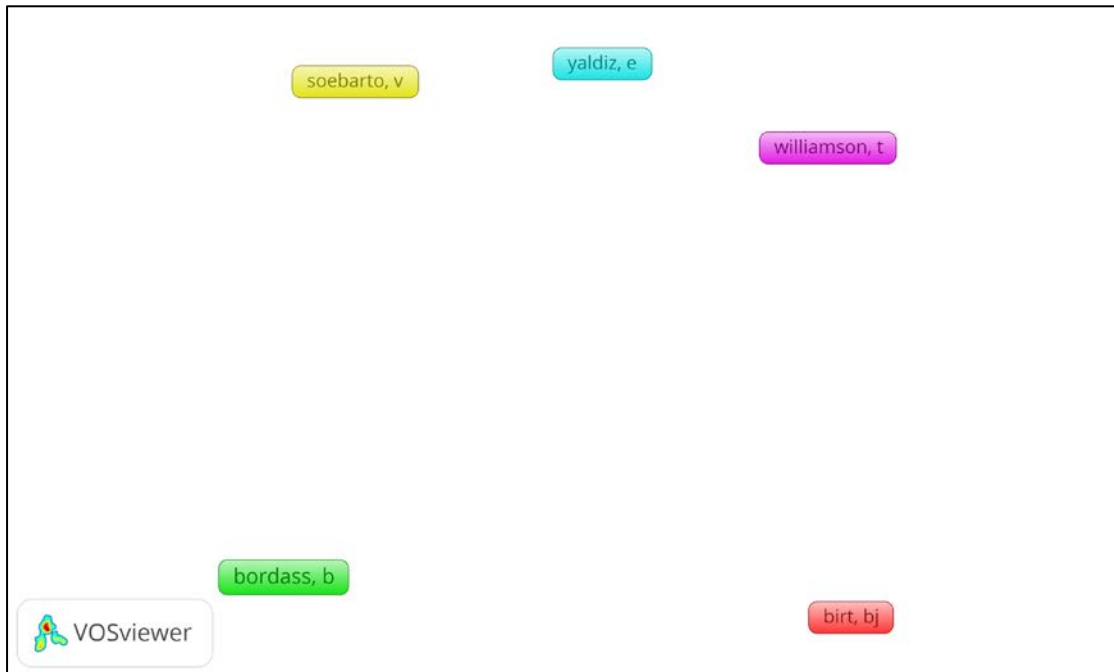 yaldiz, e
soebarto, v
williamson, t
bordass, b
birt, bj
VOSviewer